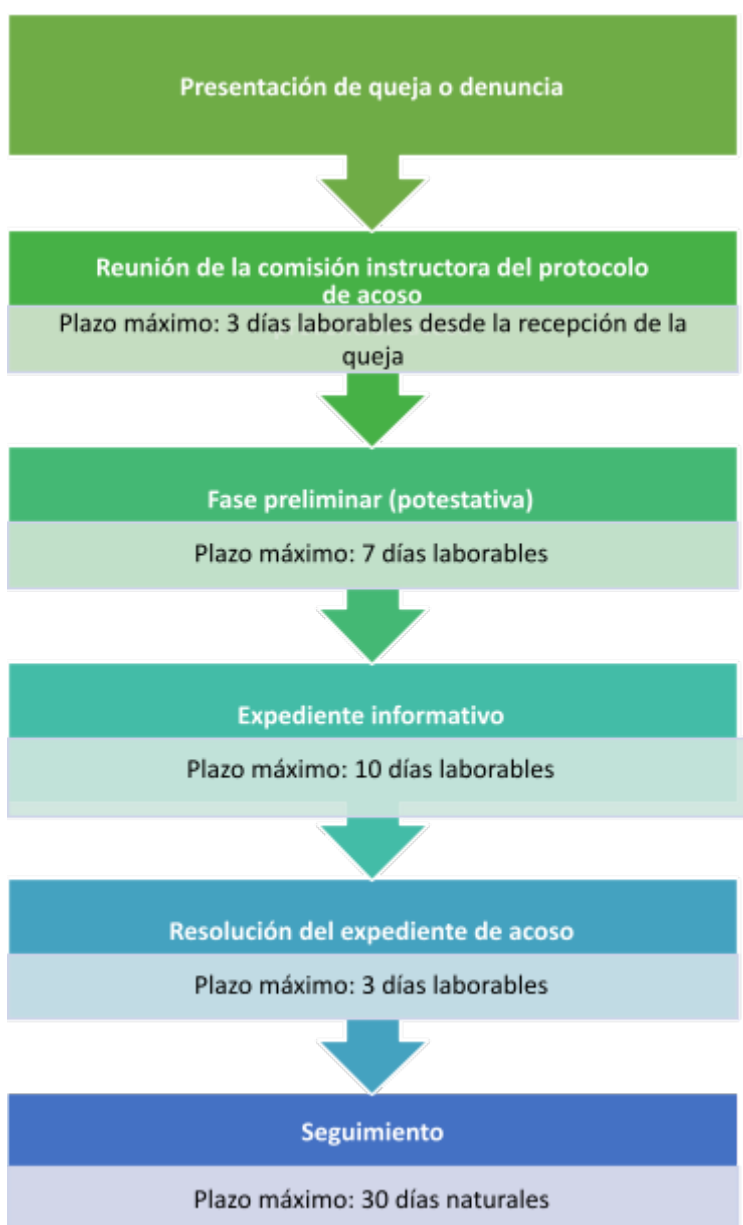 Presentación de queja o denuncia
Reunión de la comisión instructora del protocolo
de acoso
Plazo máximo: 3 días laborables desde la recepción de la
queja
Fase preliminar (potestativa)
Plazo máximo: 7 días laborables
Expediente informativo
Plazo máximo: 10 días laborables
Resolución del expediente de acoso
Plazo máximo: 3 días laborables
Seguimiento
Plazo máximo: 30 días naturales